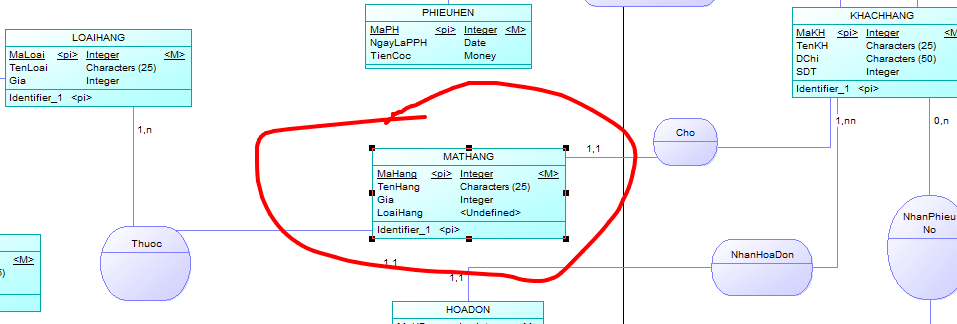 PHIEUHEN
MaPH <pi> Integer <M>
NgayLaPPH Date
TienCoc Money
Identifier_1 <pi>
KHACHHANG
MaKH <pi> Integer <M>
TenKH Characters (25)
DChi Characters (50)
SDT Integer
Identifier_1 <pi>
LOAIHANG
MaLoai <pi> Integer <M>
TenLoai Characters (25)
Gia Integer
Identifier_1 <pi>
1,n
1,nn
0,n
Cho
1,1
MATHANG
MaHang <pi> Integer <M>
TenHang Characters (25)
Gia Integer
LoaiHang <Undefined>
Identifier_1 <pi>
NhanPhieu
No
Thuoc
<M>
1,1
NhanHoaDon
1,1
HOADON